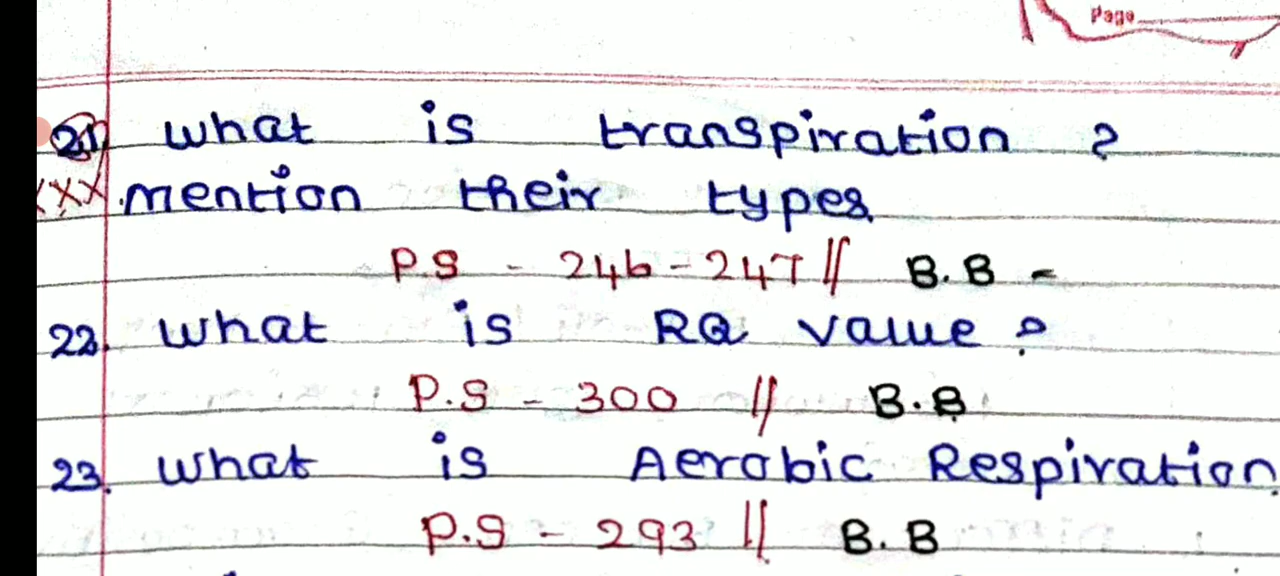 Page
21) what is transpiration ?
xxx. mention their types
P.S - 246-247 // B.B -
22. what is RQ value ?
P.S - 300 // B.B
23. what is Aerobic Respiration.
P.S - 293 // B.B